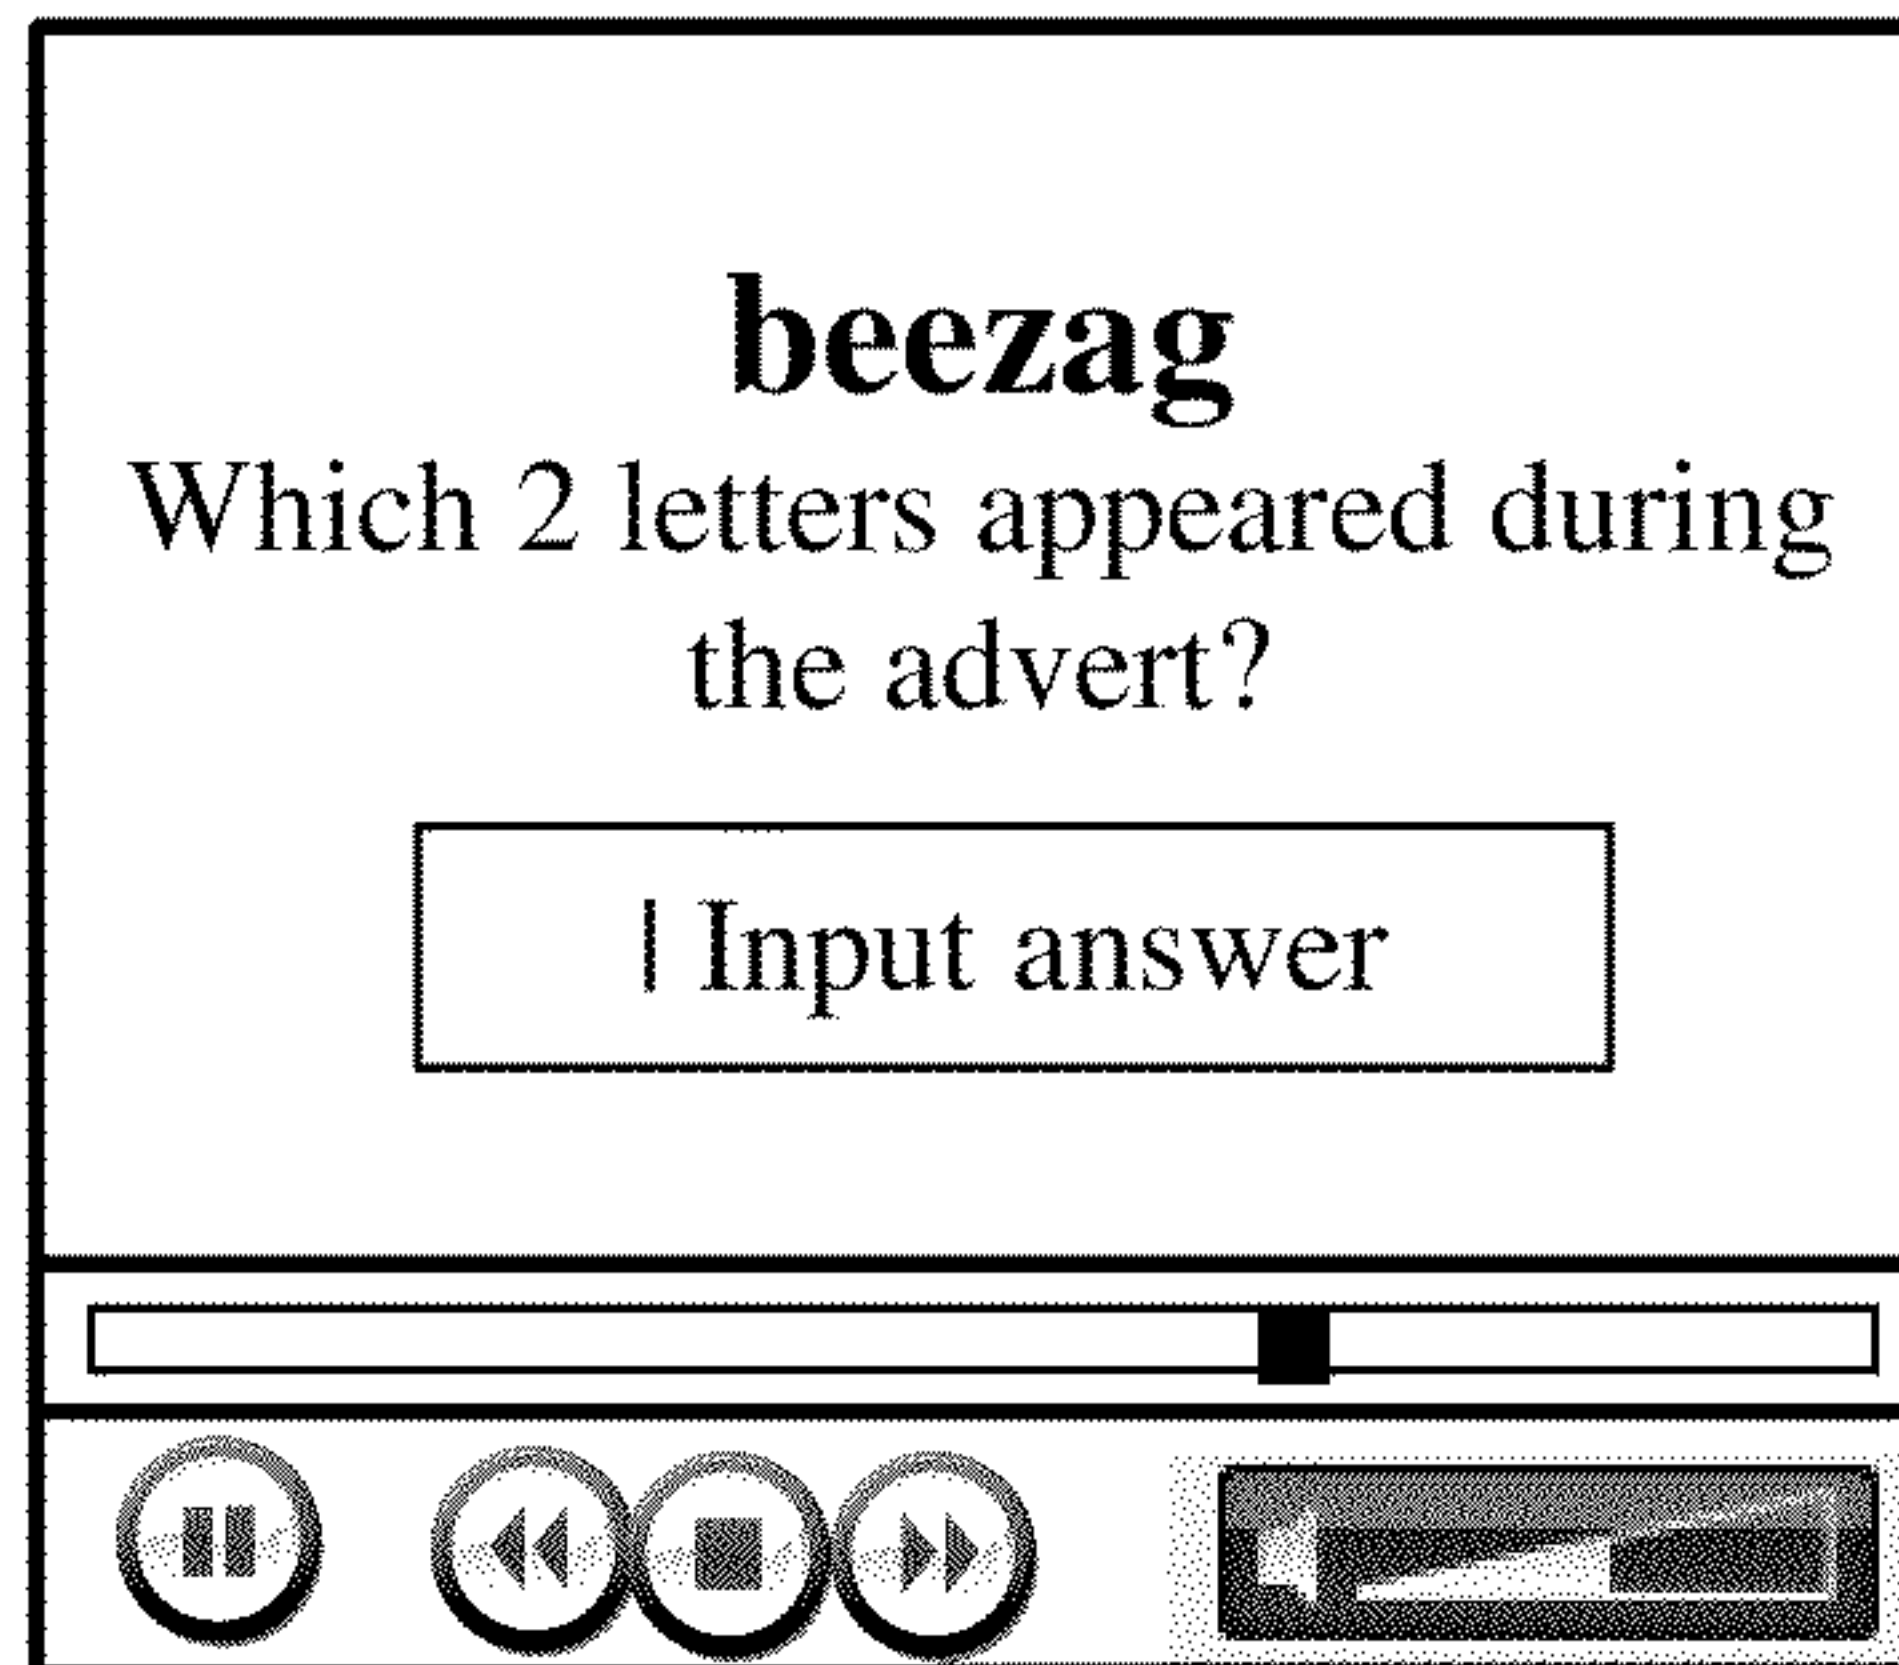 beezag
Which 2 letters appeared during
the advert?
| Input answer